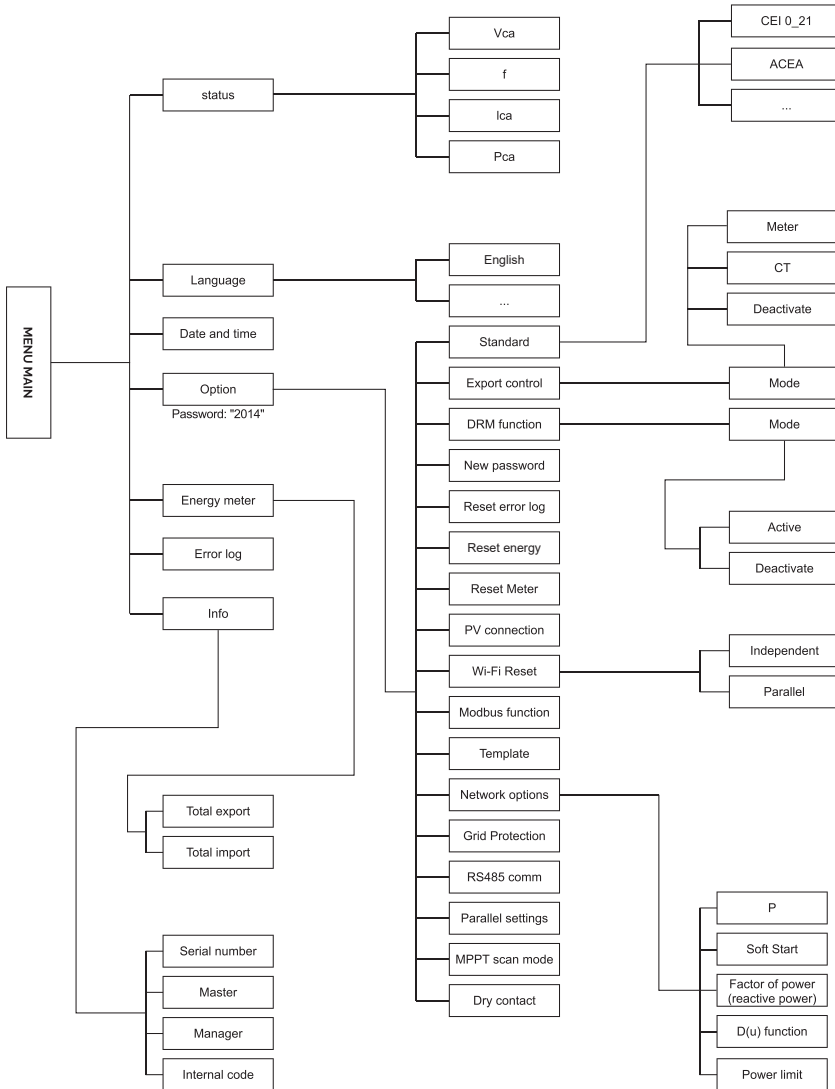 MENU MAIN
status
Vca
f
Ica
Pca
Language
English
...
Date and time
Option
Password: "2014"
Standard
CEI 0_21
ACEA
...
Export control
Mode
Meter
CT
Deactivate
DRM function
Mode
Active
Deactivate
New password
Reset error log
Reset energy
Reset Meter
PV connection
Wi-Fi Reset
Independent
Parallel
Modbus function
Template
Network options
P
Soft Start
Factor of power
(reactive power)
D(u) function
Power limit
Grid Protection
RS485 comm
Parallel settings
MPPT scan mode
Dry contact
Energy meter
Total export
Total import
Error log
Info
Serial number
Master
Manager
Internal code